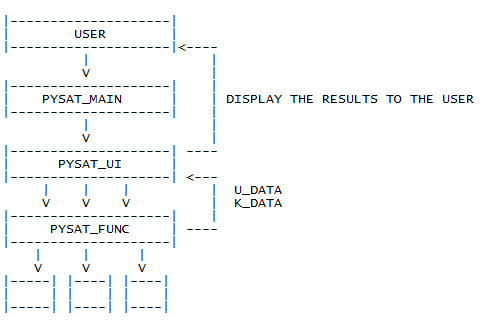 USER
PYSAT_MAIN
DISPLAY THE RESULTS TO THE USER
PYSAT_UI
U_DATA
K_DATA
PYSAT_FUNC